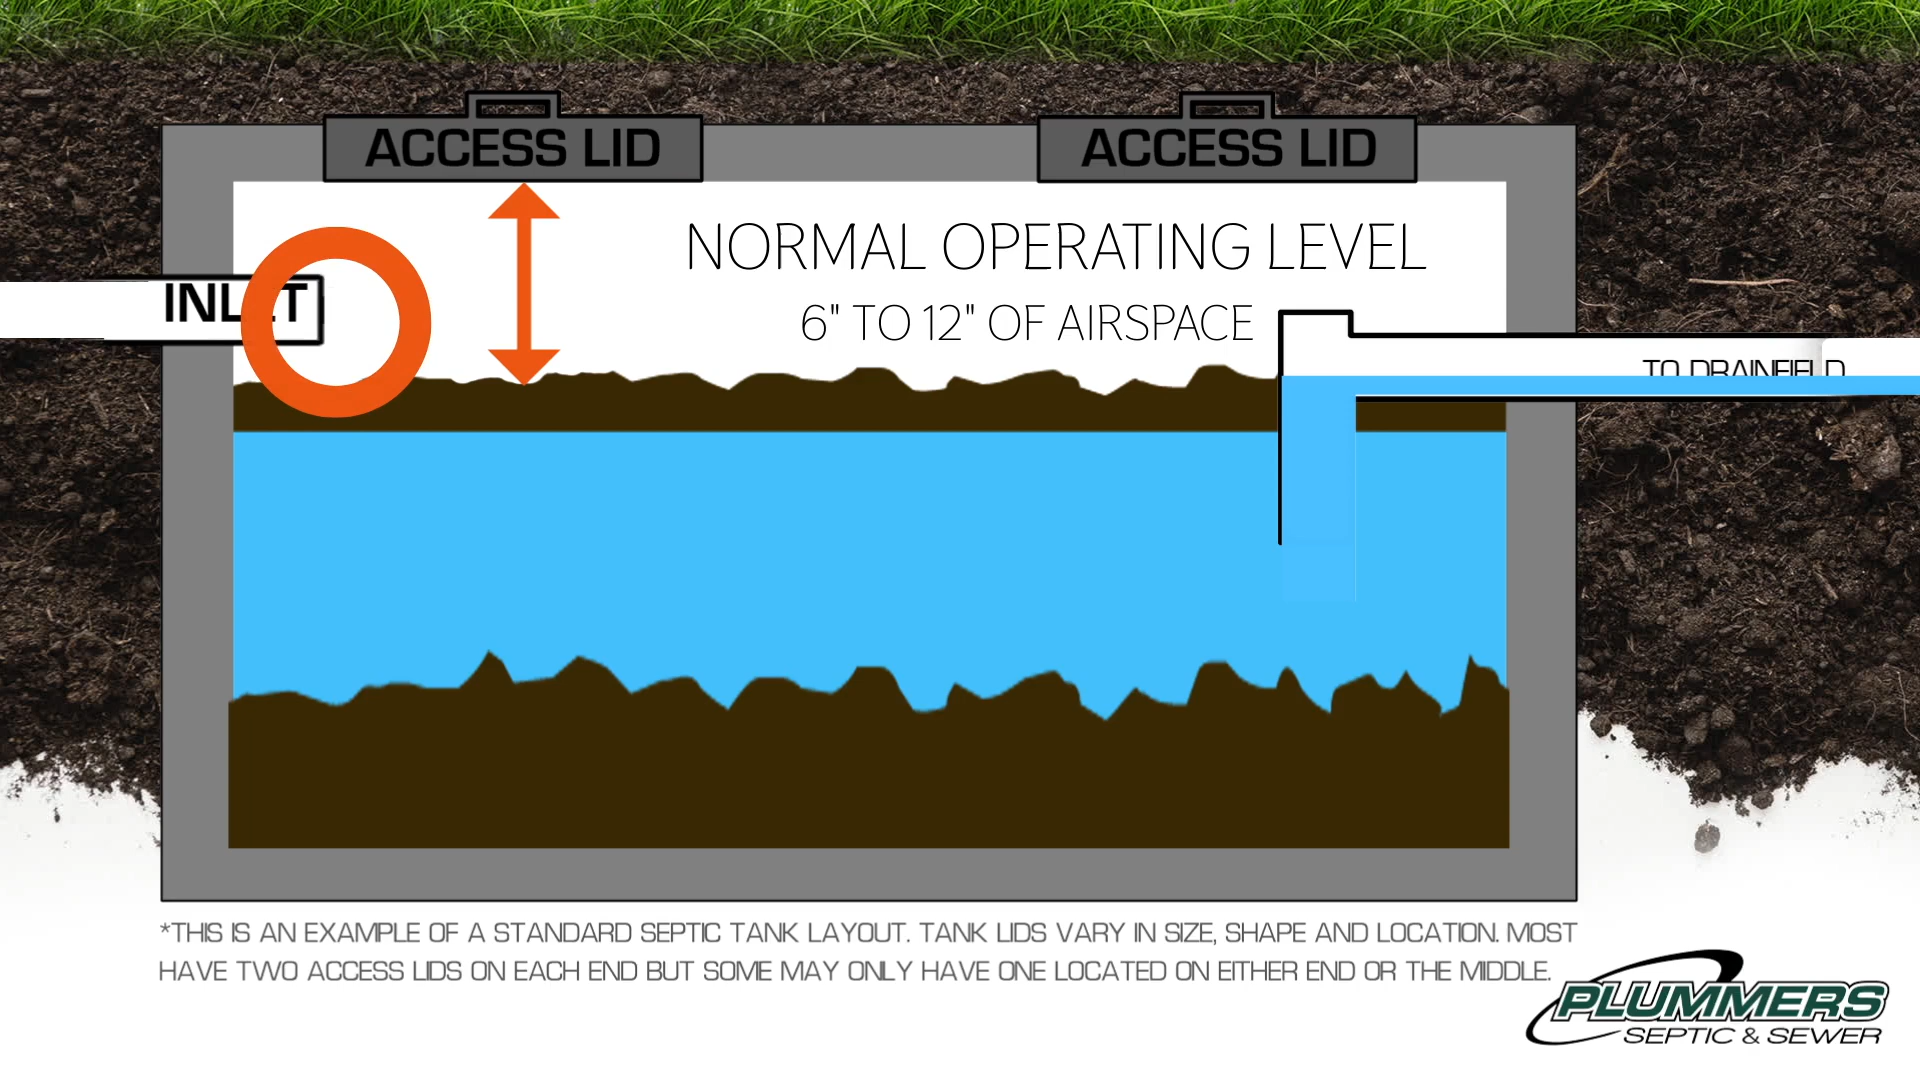 ACCESS LID
ACCESS LID
NORMAL OPERATING LEVEL
INLET
6" TO 12" OF AIRSPACE
TO DRAINFIELD
*THIS IS AN EXAMPLE OF A STANDARD SEPTIC TANK LAYOUT. TANK LIDS VARY IN SIZE, SHAPE AND LOCATION. MOST
HAVE TWO ACCESS LIDS ON EACH END BUT SOME MAY ONLY HAVE ONE LOCATED ON EITHER END OR THE MIDDLE.
PLUMMERS
SEPTIC & SEWER